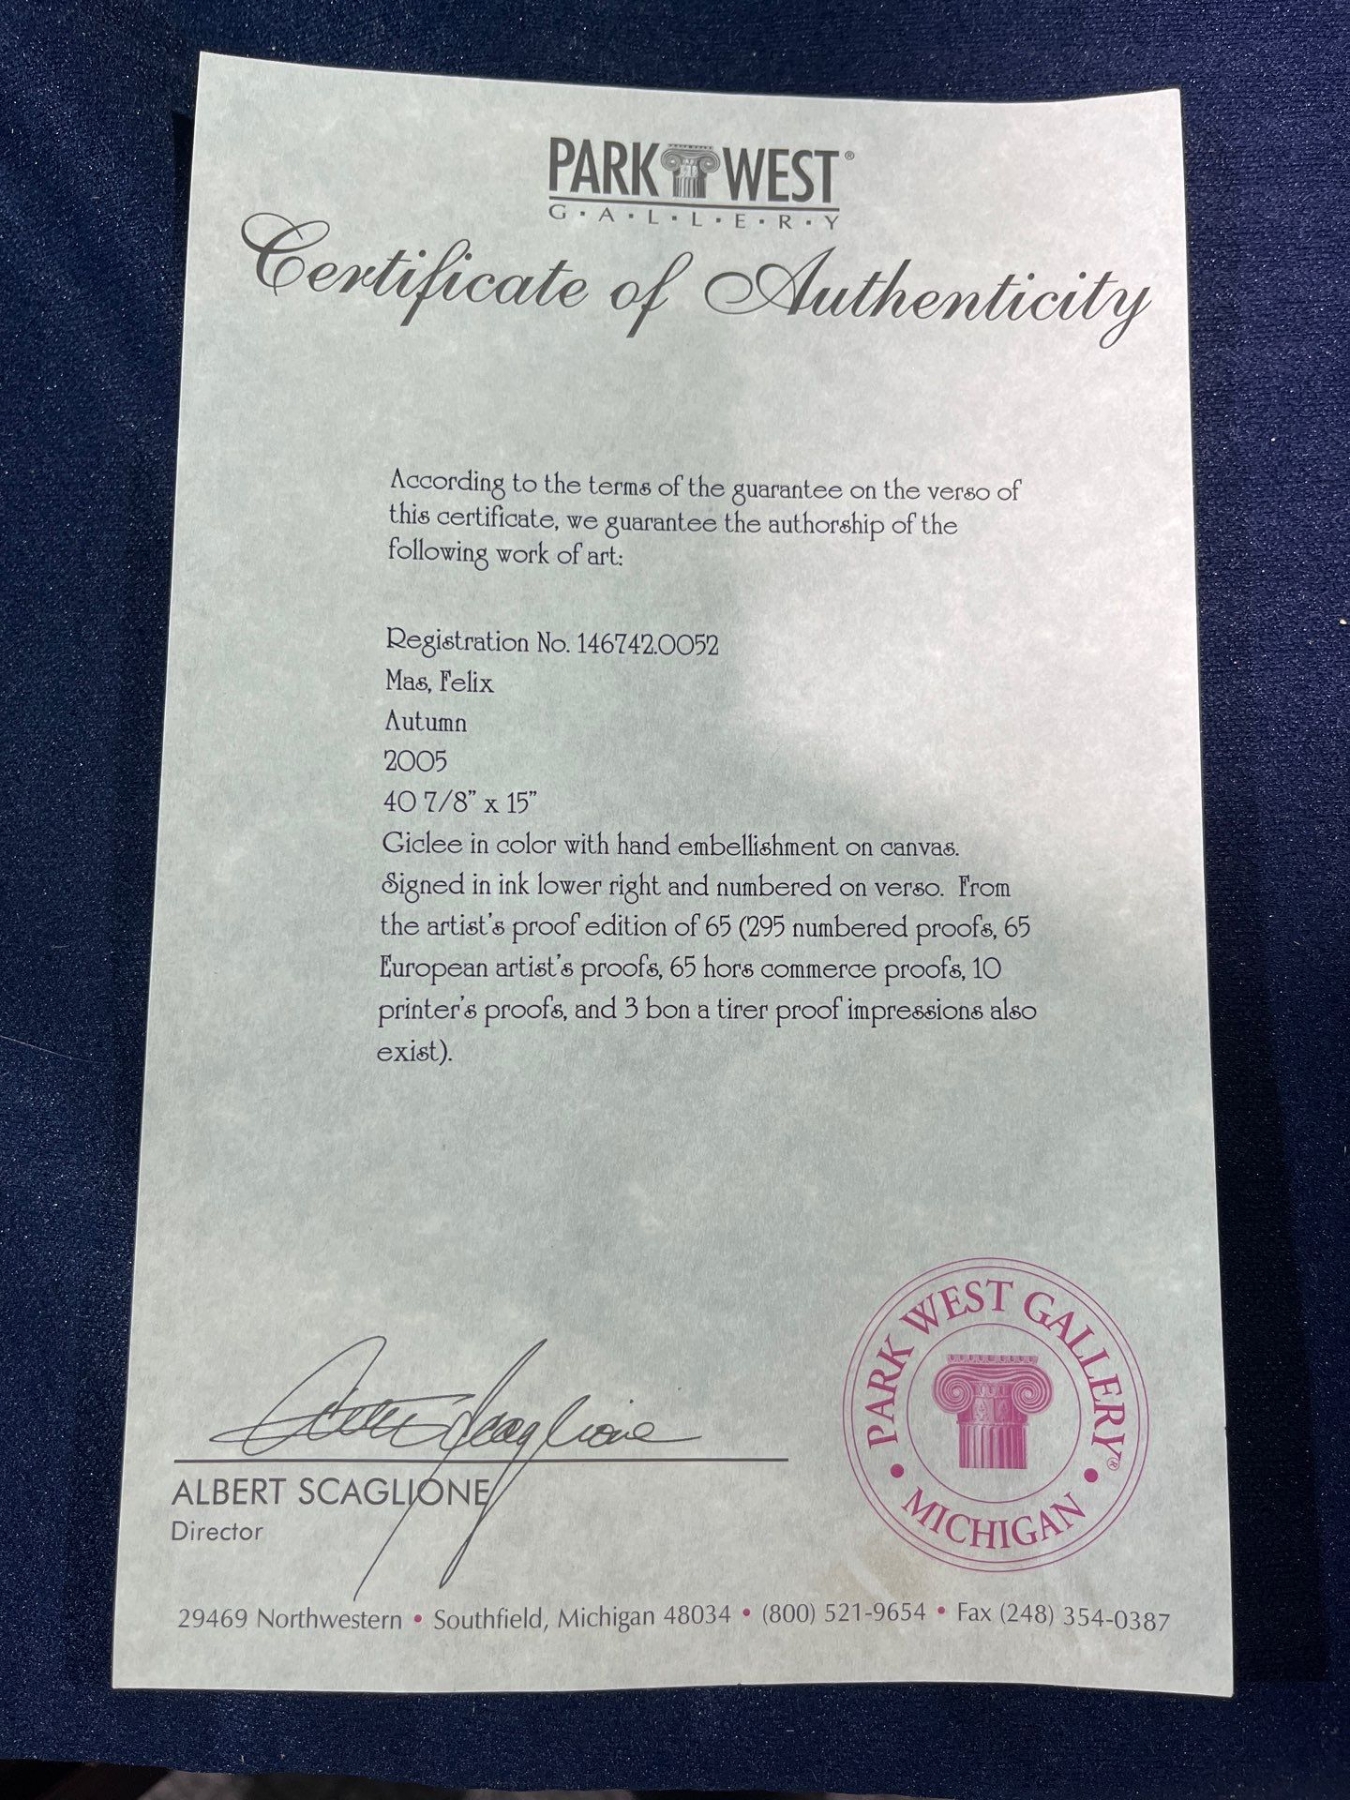 PARK WEST®
G·A·L·L·E·R·Y
Certificate of Authenticity
According to the terms of the guarantee on the verso of
this certificate, we guarantee the authorship of the
following work of art:
Registration No. 146742.0052
Mas, Felix
Autumn
2005
40 7/8" x 15"
Giclee in color with hand embellishment on canvas.
Signed in ink lower right and numbered on verso. From
the artist's proof edition of 65 (295 numbered proofs, 65
European artist's proofs, 65 hors commerce proofs, 10
printer's proofs, and 3 bon a tirer proof impressions also
exist).
Albert Scaglione
ALBERT SCAGLIONE
Director
PARK WEST GALLERY®
• MICHIGAN •
29469 Northwestern • Southfield, Michigan 48034 • (800) 521-9654 • Fax (248) 354-0387